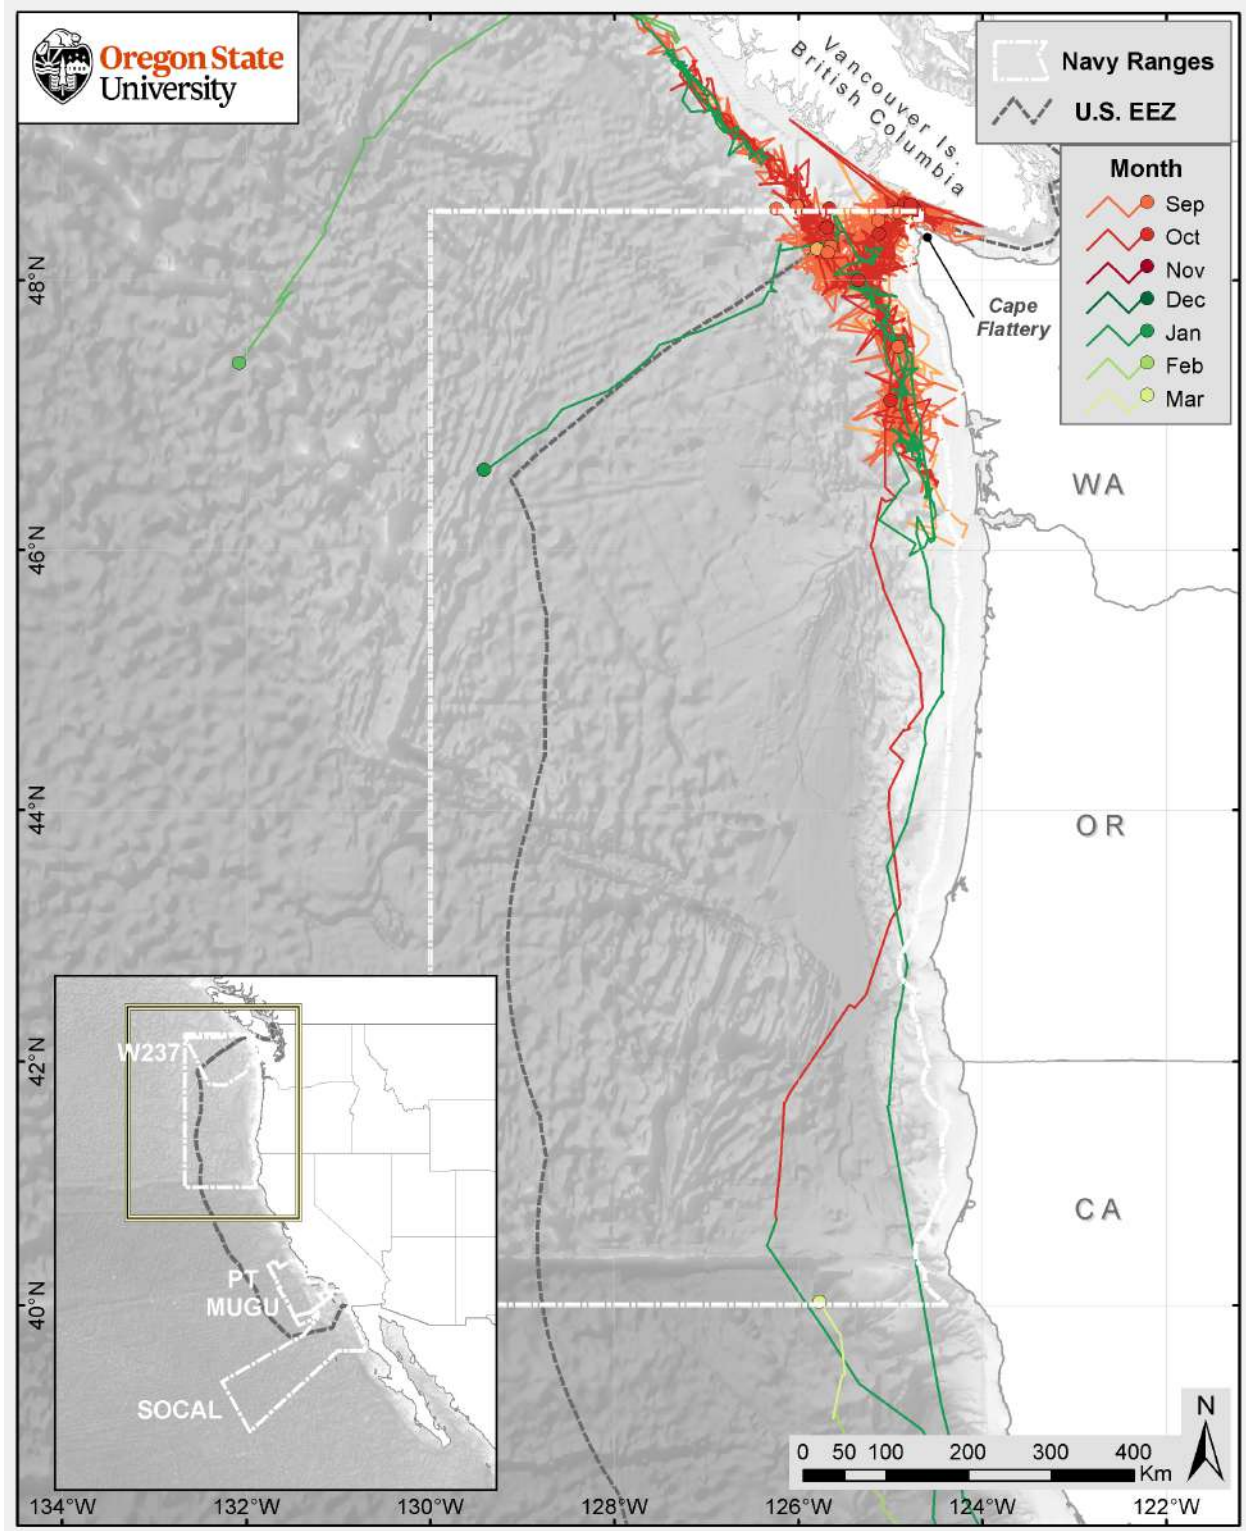 Oregon State
University
Vancouver Is.
British Columbia
Navy Ranges
U.S. EEZ
Month
Sep
Oct
Nov
Dec
Jan
Feb
Mar
Cape
Flattery
48°N
46°N
44°N
42°N
40°N
WA
OR
CA
W237
PT
MUGU
SOCAL
N
0 50 100 200 300 400
Km
134°W 132°W 130°W 128°W 126°W 124°W 122°W